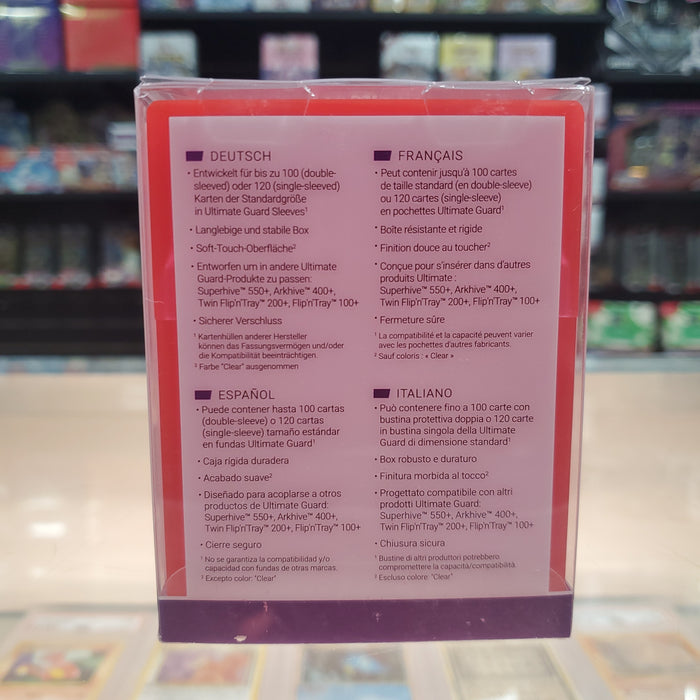 DEUTSCH
• Entwickelt für bis zu 100 (double-
sleeved) oder 120 (single-sleeved)
Karten der Standardgröße
in Ultimate Guard Sleeves¹
• Langlebige und stabile Box
• Soft-Touch-Oberfläche²
• Entworfen um in andere Ultimate
Guard-Produkte zu passen:
Superhive™ 550+, Arkhive™ 400+,
Twin Flip'n'Tray™ 200+, Flip'n'Tray™ 100+
• Sicherer Verschluss
¹ Kartenhüllen anderer Hersteller
können das Fassungsvermögen und/oder
die Kompatibilität beeinträchtigen.
² Farbe "Clear" ausgenommen
FRANÇAIS
• Peut contenir jusqu'à 100 cartes
de taille standard (en double-sleeve)
ou 120 cartes (single-sleeve)
en pochettes Ultimate Guard¹
• Boîte résistante et rigide
• Finition douce au toucher²
• Conçue pour s'insérer dans d'autres
produits Ultimate :
Superhive™ 550+, Arkhive™ 400+,
Twin Flip'n'Tray™ 200+, Flip'n'Tray™ 100+
• Fermeture sûre
¹ La compatibilité et la capacité peuvent varier
avec les pochettes d'autres fabricants.
² Sauf coloris : « Clear »
ESPAÑOL
• Puede contener hasta 100 cartas
(double-sleeve) o 120 cartas
(single-sleeve) tamaño estándar
en fundas Ultimate Guard¹
• Caja rígida duradera
• Acabado suave²
• Diseñado para acoplarse a otros
productos de Ultimate Guard:
Superhive™ 550+, Arkhive™ 400+,
Twin Flip'n'Tray™ 200+, Flip'n'Tray™ 100+
• Cierre seguro
¹ No se garantiza la compatibilidad y/o
capacidad con fundas de otras marcas.
² Excepto color: "Clear"
ITALIANO
• Può contenere fino a 100 carte con
bustina protettiva doppia o 120 carte
in bustina singola della Ultimate
Guard di dimensione standard¹
• Box robusto e duraturo
• Finitura morbida al tocco²
• Progettato compatibile con altri
prodotti Ultimate Guard:
Superhive™ 550+, Arkhive™ 400+,
Twin Flip'n'Tray™ 200+, Flip'n'Tray™ 100+
• Chiusura sicura
¹ Bustine di altri produttori potrebbero
compromettere la capacità/compatibilità.
² Escluso colore: "Clear"